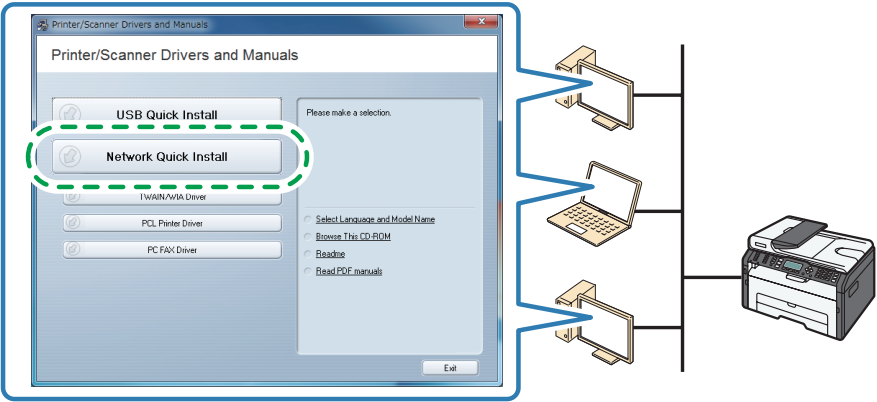 Printer/Scanner Drivers and Manuals
Printer/Scanner Drivers and Manuals
USB Quick Install
Please make a selection.
Network Quick Install
TWAIN/WIA Driver
PCL Printer Driver
PC FAX Driver
Select Language and Model Name
Browse This CD-ROM
Readme
Read PDF manuals
Exit